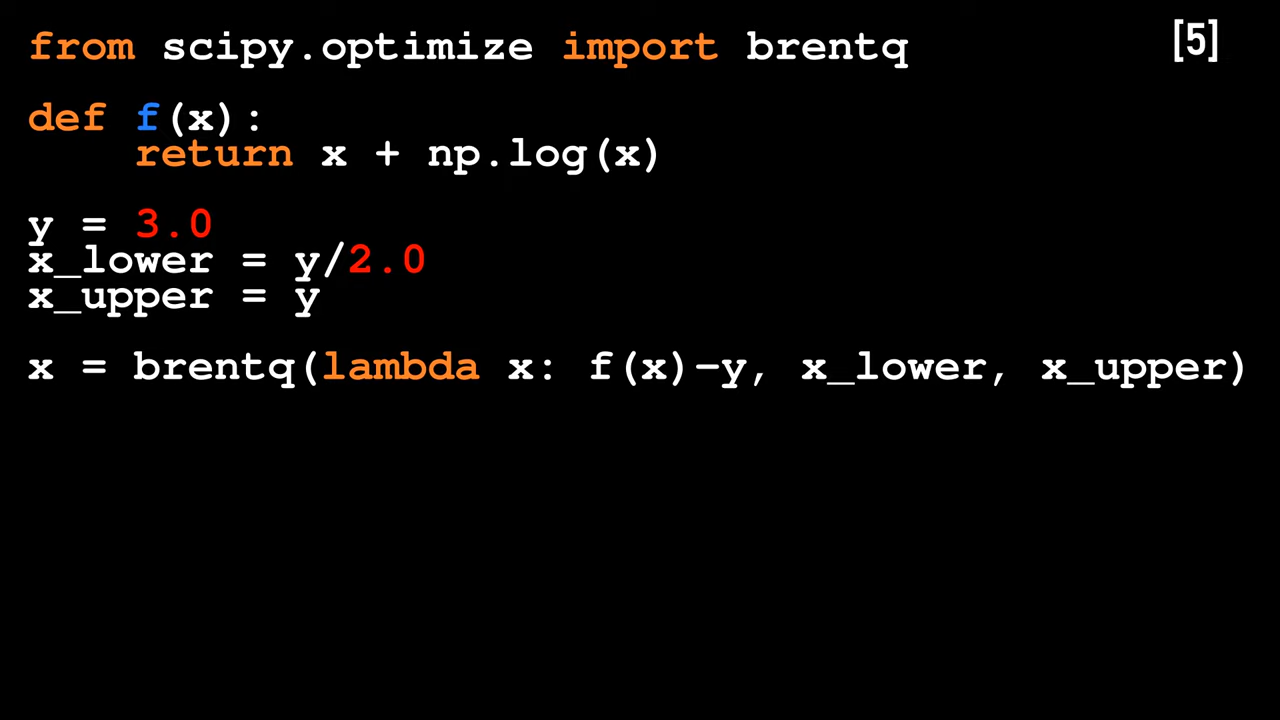 from scipy.optimize import brentq
[5]
def f(x):
    return x + np.log(x)
y = 3.0
x_lower = y/2.0
x_upper = y
x = brentq(lambda x: f(x)-y, x_lower, x_upper)